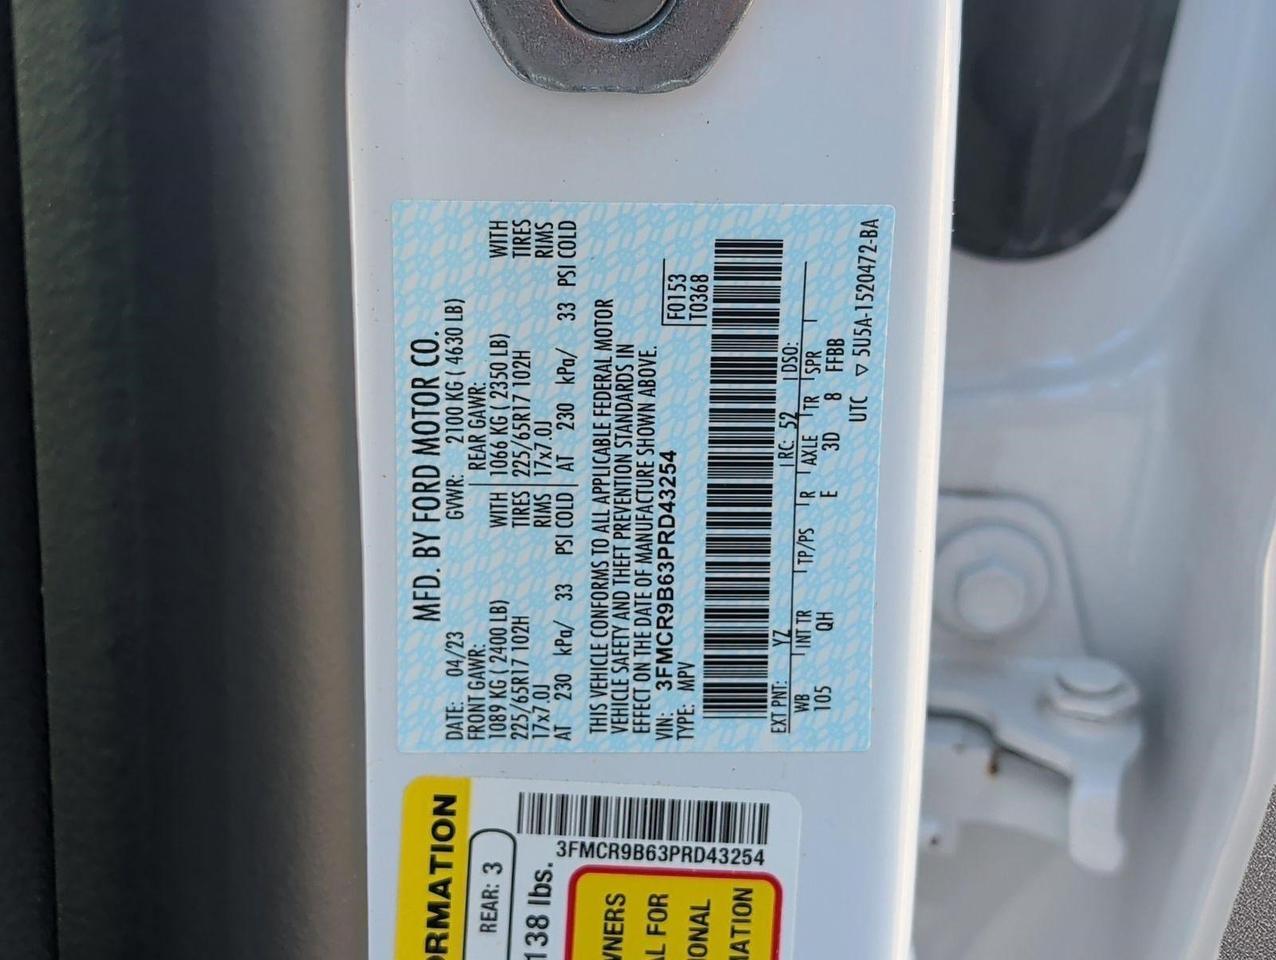 MFD. BY FORD MOTOR CO.
DATE: 04/23 GVWR: 2100 KG ( 4630 LB)
FRONT GAWR: REAR GAWR:
1089 KG ( 2400 LB) WITH 1066 KG ( 2350 LB) WITH
225/65R17 102H TIRES 225/65R17 102H TIRES
17x7.0J RIMS 17x7.0J RIMS
AT 230 kPa/ 33 PSI COLD AT 230 kPa/ 33 PSI COLD
THIS VEHICLE CONFORMS TO ALL APPLICABLE FEDERAL MOTOR
VEHICLE SAFETY AND THEFT PREVENTION STANDARDS IN
EFFECT ON THE DATE OF MANUFACTURE SHOWN ABOVE.
VIN: 3FMCR9B63PRD43254
TYPE: MPV
F0153
T0368
EXT PNT: YZ RC: 52 DSO:
WB INT TR TP/PS R AXLE TR SPR
105 QH E 3D 8 FFBB
UTC ▽ 5U5A-1520472-BA
RMATION
REAR: 3
138 lbs.
3FMCR9B63PRD43254
WNERS
AL FOR
IONAL
MATION